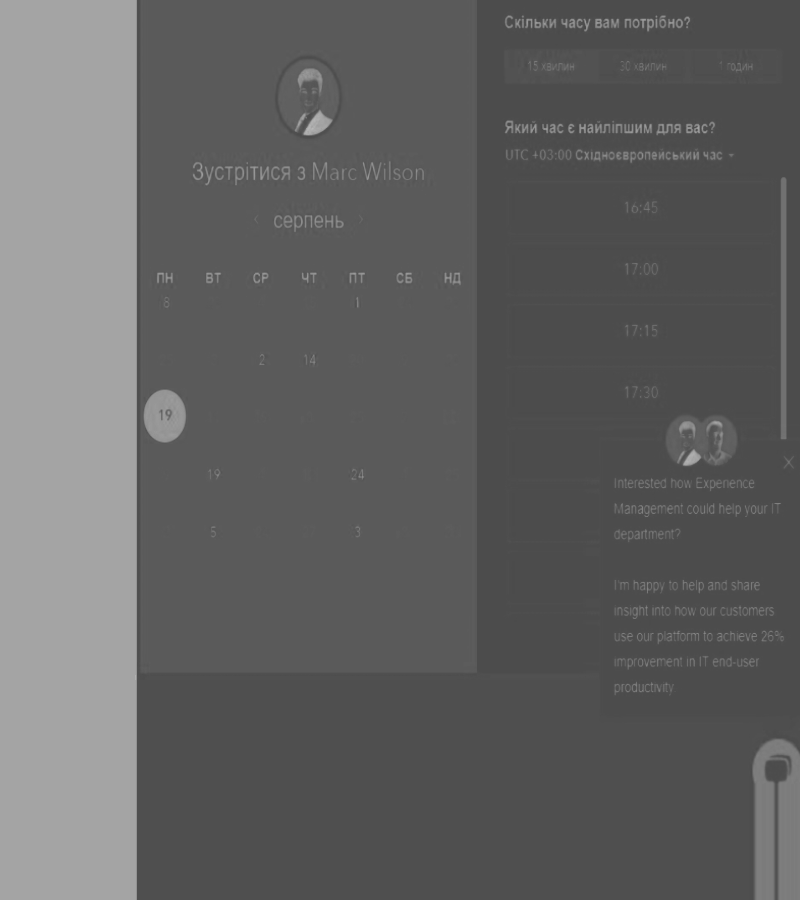 Зустрітися з Marc Wilson
серпень
ПН ВТ СР ЧТ ПТ СБ НД
8 1
2 14
19
19 24
5 3
Скільки часу вам потрібно?
15 хвилин 30 хвилин 1 годин
Який час є найліпшим для вас?
UTC +03:00 Східноєвропейський час
16:45
17:00
17:15
17:30
Interested how Experience
Management could help your IT
department?
I'm happy to help and share
insight into how our customers
use our platform to achieve 26%
improvement in IT end-user
productivity.